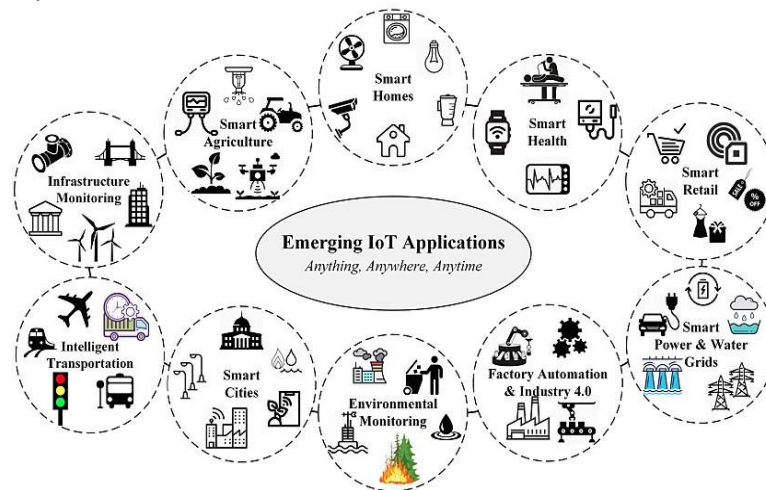 Smart
Homes
Smart
Agriculture
Smart
Health
Infrastructure
Monitoring
Smart
Retail
SALE
%
OFF
Emerging IoT Applications
Anything, Anywhere, Anytime
Intelligent
Transportation
Smart
Cities
Environmental
Monitoring
Factory Automation
& Industry 4.0
Smart
Power & Water
Grids